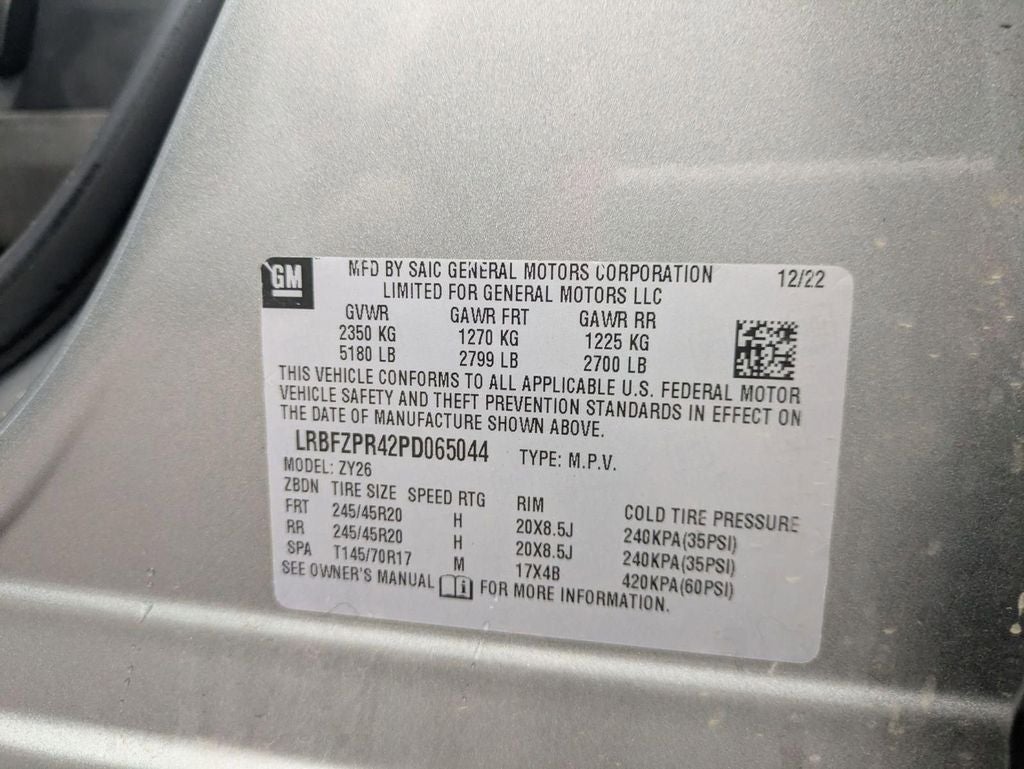 GM
MFD BY SAIC GENERAL MOTORS CORPORATION 12/22
LIMITED FOR GENERAL MOTORS LLC
GVWR GAWR FRT GAWR RR
2350 KG 1270 KG 1225 KG
5180 LB 2799 LB 2700 LB
THIS VEHICLE CONFORMS TO ALL APPLICABLE U.S. FEDERAL MOTOR
VEHICLE SAFETY AND THEFT PREVENTION STANDARDS IN EFFECT ON
THE DATE OF MANUFACTURE SHOWN ABOVE.
LRBFZPR42PD065044 TYPE: M.P.V.
MODEL: ZY26
ZBDN TIRE SIZE SPEED RTG RIM COLD TIRE PRESSURE
FRT 245/45R20 H 20X8.5J 240KPA(35PSI)
RR 245/45R20 H 20X8.5J 240KPA(35PSI)
SPA T145/70R17 M 17X4B 420KPA(60PSI)
SEE OWNER'S MANUAL FOR MORE INFORMATION.